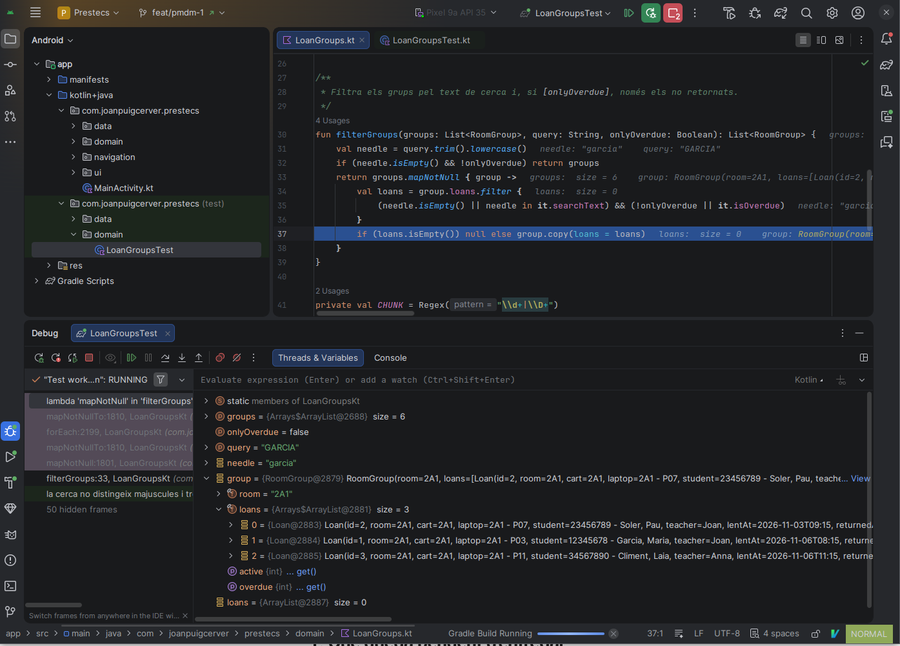 P Prestecs
feat/pmdm-1
Pixel 9a API 35
LoanGroupsTest
2
Android
LoanGroups.kt
LoanGroupsTest.kt
app
manifests
kotlin+java
com.joanpuigcerver.prestecs
data
domain
navigation
ui
MainActivity.kt
com.joanpuigcerver.prestecs (test)
data
domain
LoanGroupsTest
res
Gradle Scripts
26
27 /**
28 * Filtra els grups pel text de cerca i, si [onlyOverdue], només els no retornats.
29 */
4 Usages
30 fun filterGroups(groups: List<RoomGroup>, query: String, onlyOverdue: Boolean): List<RoomGroup> { groups:
31 val needle = query.trim().lowercase() needle: "garcia" query: "GARCIA"
32 if (needle.isEmpty() && !onlyOverdue) return groups
33 return groups.mapNotNull { group -> groups: size = 6 group: RoomGroup(room=2A1, loans=[Loan(id=2,
34 val loans = group.loans.filter { loans: size = 0
35 (needle.isEmpty() || needle in it.searchText) && (!onlyOverdue || it.isOverdue) needle: "garcia
36 }
37 if (loans.isEmpty()) null else group.copy(loans = loans) loans: size = 0 group: RoomGroup(room=
38 }
39 }
40
2 Usages
41 private val CHUNK = Regex( pattern = "\\d+|\\D+")
Debug
LoanGroupsTest
Threads & Variables
Console
"Test work...n": RUNNING
Evaluate expression (Enter) or add a watch (Ctrl+Shift+Enter)
Kotlin
lambda 'mapNotNull' in 'filterGroups'
mapNotNullTo:1810, LoanGroupsKt
forEach:2199, LoanGroupsKt (com.jo
mapNotNullTo:1810, LoanGroupsKt
mapNotNull:1801, LoanGroupsKt (co
filterGroups:33, LoanGroupsKt (com
la cerca no distingeix majuscules i tr
50 hidden frames
Switch frames from anywhere in the IDE wi...
static members of LoanGroupsKt
groups = {Arrays$ArrayList@2688} size = 6
onlyOverdue = false
query = "GARCIA"
needle = "garcia"
group = {RoomGroup@2879} RoomGroup(room=2A1, loans=[Loan(id=2, room=2A1, cart=2A1, laptop=2A1 - P07, student=23456789 - Soler, Pau, teache... View
room = "2A1"
loans = {Arrays$ArrayList@2881} size = 3
0 = {Loan@2883} Loan(id=2, room=2A1, cart=2A1, laptop=2A1 - P07, student=23456789 - Soler, Pau, teacher=Joan, lentAt=2026-11-03T09:15, returned
1 = {Loan@2884} Loan(id=1, room=2A1, cart=2A1, laptop=2A1 - P03, student=12345678 - Garcia, Maria, teacher=Joan, lentAt=2026-11-06T08:15, returne
2 = {Loan@2885} Loan(id=3, room=2A1, cart=2A1, laptop=2A1 - P11, student=34567890 - Climent, Laia, teacher=Anna, lentAt=2026-11-06T11:15, returne
active {int} ... get()
overdue {int} ... get()
loans = {ArrayList@2887} size = 0
app > src > main > java > com > joanpuigcerver > prestecs > domain > LoanGroups.kt
Gradle Build Running
37:1
LF
UTF-8
4 spaces
NORMAL